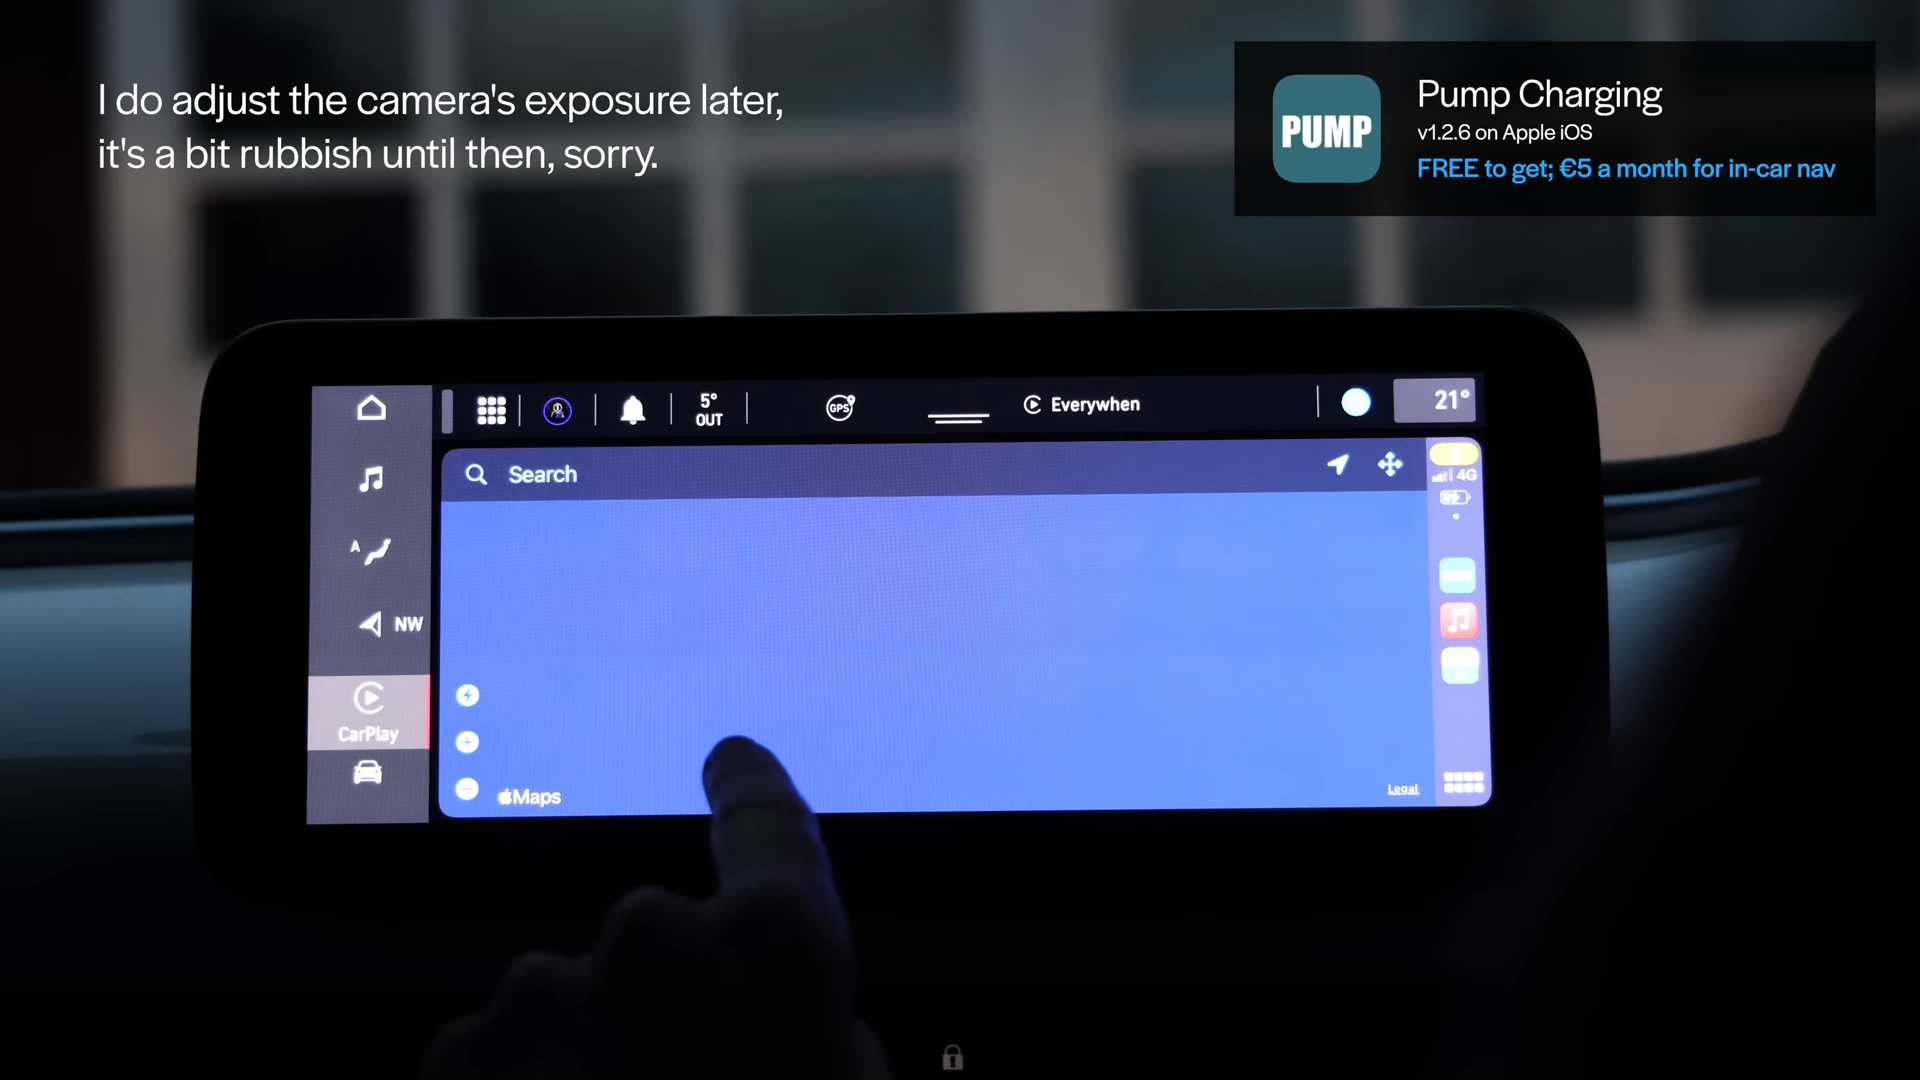 I do adjust the camera's exposure later,
it's a bit rubbish until then, sorry.
PUMP
Pump Charging
v1.2.6 on Apple iOS
FREE to get; €5 a month for in-car nav
5°
OUT
GPS
Everywhen
21°
Search
4G
A
NW
CarPlay
Maps
Legal